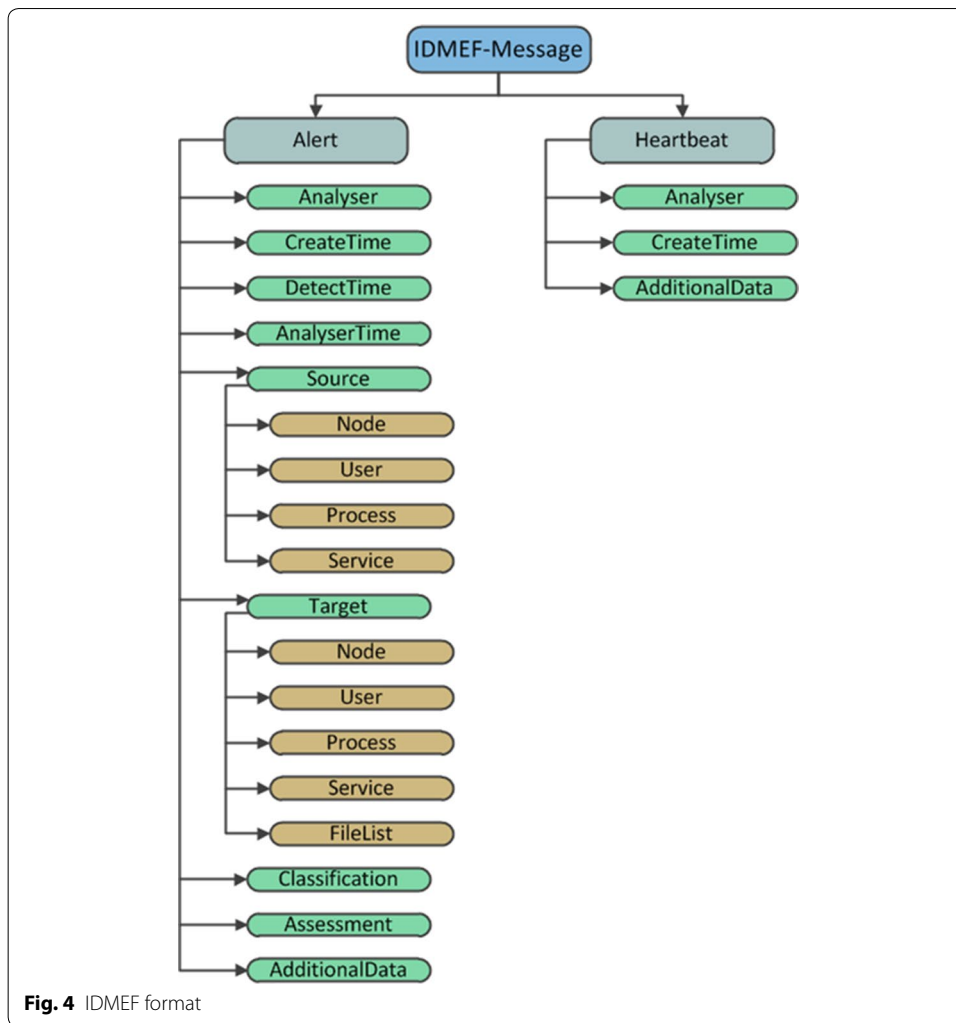 IDMEF-Message
Alert
Heartbeat
Analyser
CreateTime
DetectTime
AnalyserTime
Source
Node
User
Process
Service
Target
Node
User
Process
Service
FileList
Classification
Assessment
AdditionalData
Analyser
CreateTime
AdditionalData
Fig. 4 IDMEF format